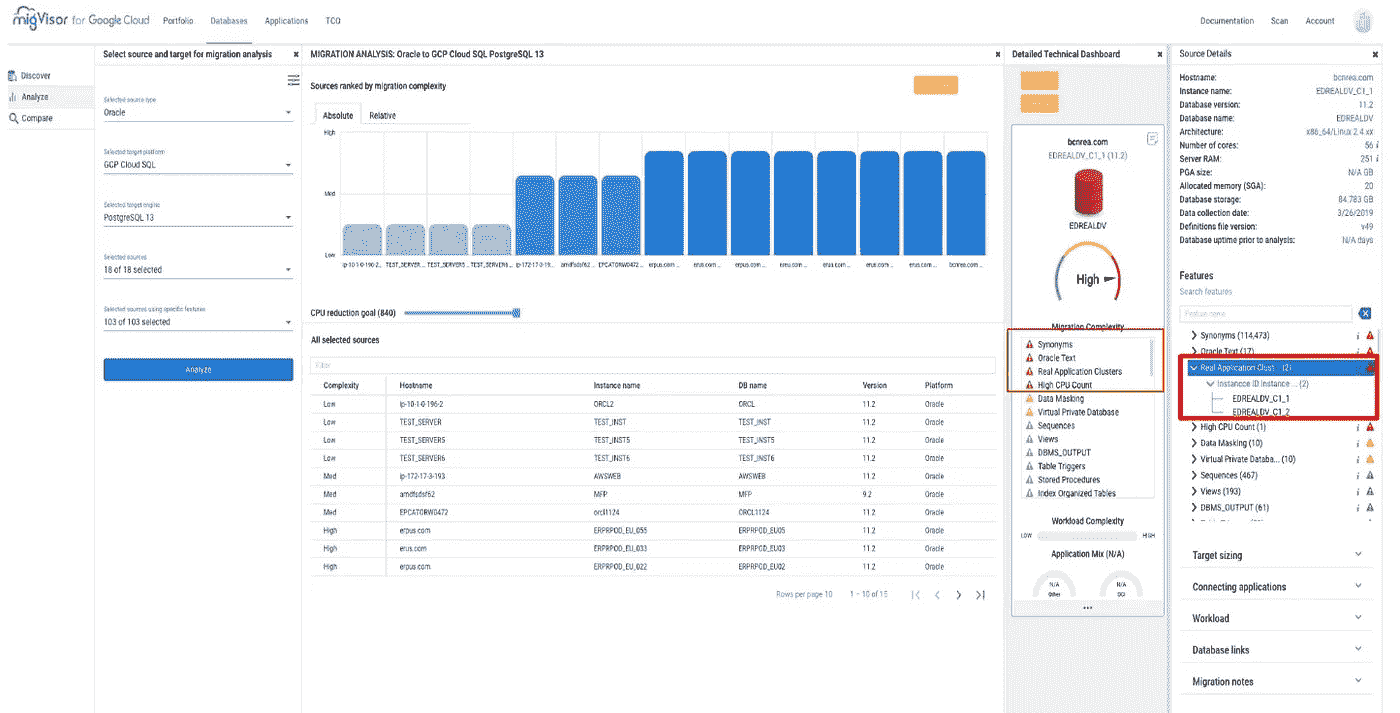 migVisor for Google Cloud
Portfolio
Databases
Applications
TCO
Documentation
Scan
Account
Discover
Analyze
Compare
Select source and target for migration analysis
Selected source type
Oracle
Selected target platform
GCP Cloud SQL
Selected target engine
PostgreSQL 13
Selected sources
18 of 18 selected
Selected sources using specific features
103 of 103 selected
Analyze
MIGRATION ANALYSIS: Oracle to GCP Cloud SQL PostgreSQL 13
Sources ranked by migration complexity
Absolute
Relative
High
Med
Low
ip-10-1-0-196-2... TEST_SERVER... TEST_SERVER5... TEST_SERVER6... ip-172-17-3-19... amdfsdsf62... EPCATORW0472... erpus.com ... erus.com ... erpus.com ... erus.com ... erus.com ... erus.com ... erus.com ... bcnrea.com ...
CPU reduction goal (840)
All selected sources
Filter
Complexity Hostname Instance name DB name Version Platform
Low ip-10-1-0-196-2 ORCL2 ORCL 11.2 Oracle
Low TEST_SERVER TEST_INST TEST_INST 11.2 Oracle
Low TEST_SERVER5 TEST_INST5 TEST_INST5 11.2 Oracle
Low TEST_SERVER6 TEST_INST6 TEST_INST6 11.2 Oracle
Med ip-172-17-3-193 AWSWEB AWSWEB 11.2 Oracle
Med amdfsdsf62 MFP MFP 9.2 Oracle
Med EPCATORW0472 orcl1124 ORCL1124 11.2 Oracle
High erpus.com ERPRPOD_EU_055 ERPRPOD_EU05 11.2 Oracle
High erus.com ERPRPOD_EU_033 ERPRPOD_EU03 11.2 Oracle
High erpus.com ERPRPOD_EU_022 ERPRPOD_EU02 11.2 Oracle
Rows per page 10
1 - 10 of 15
Detailed Technical Dashboard
bcnrea.com
EDREALDV_C1_1 (11.2)
EDREALDV
High
Migration Complexity
Synonyms
Oracle Text
Real Application Clusters
High CPU Count
Data Masking
Virtual Private Database
Sequences
Views
DBMS_OUTPUT
Table Triggers
Stored Procedures
Index Organized Tables
Workload Complexity
LOW
HIGH
Application Mix (N/A)
N/A
Other
N/A
OCI
Source Details
Hostname: bcnrea.com
Instance name: EDREALDV_C1_1
Database version: 11.2
Database name: EDREALDV
Architecture: x86_64/Linux 2.4.xx
Number of cores: 56 i
Server RAM: 251 i
PGA size: N/A GB
Allocated memory (SGA): 20
Database storage: 84.783 GB
Data collection date: 3/26/2019
Definitions file version: v49
Database uptime prior to analysis: N/A days
Features
Search features
Feature name
Synonyms (114,473)
Oracle Text (17)
Real Application Clust... (2)
Instance ID Instance ... (2)
EDREALDV_C1_1
EDREALDV_C1_2
High CPU Count (1)
Data Masking (10)
Virtual Private Databa... (10)
Sequences (467)
Views (193)
DBMS_OUTPUT (61)
Target sizing
Connecting applications
Workload
Database links
Migration notes